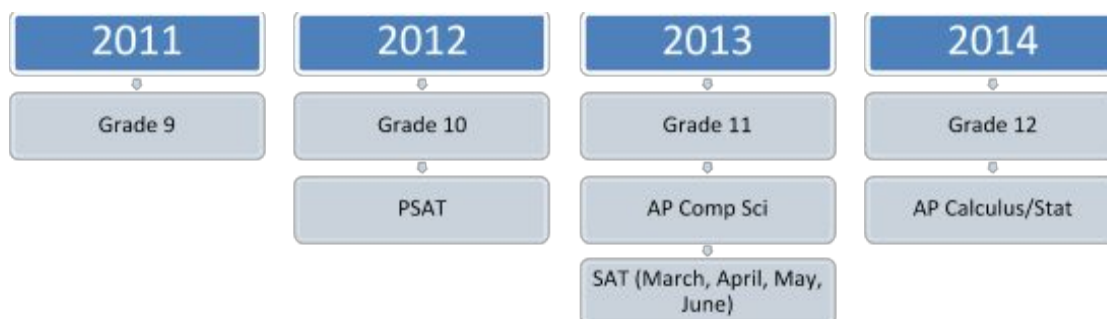 2011
Grade 9
2012
Grade 10
PSAT
2013
Grade 11
AP Comp Sci
SAT (March, April, May,
June)
2014
Grade 12
AP Calculus/Stat